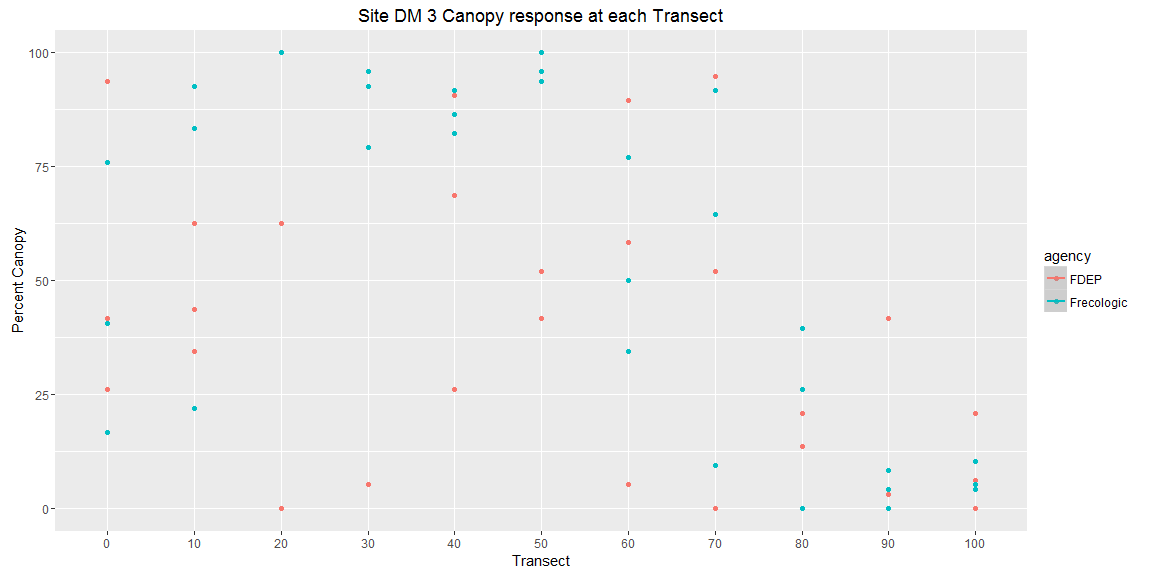 Site DM 3 Canopy response at each Transect
100
75
50
25
0
Percent Canopy
0 10 20 30 40 50 60 70 80 90 100
Transect
agency
FDEP
Frecologic